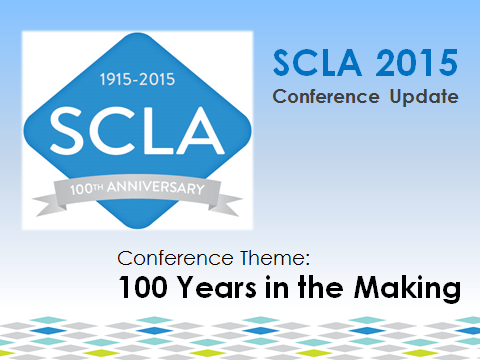 1915-2015
SCLA
100TH ANNIVERSARY
SCLA 2015
Conference Update
Conference Theme:
100 Years in the Making